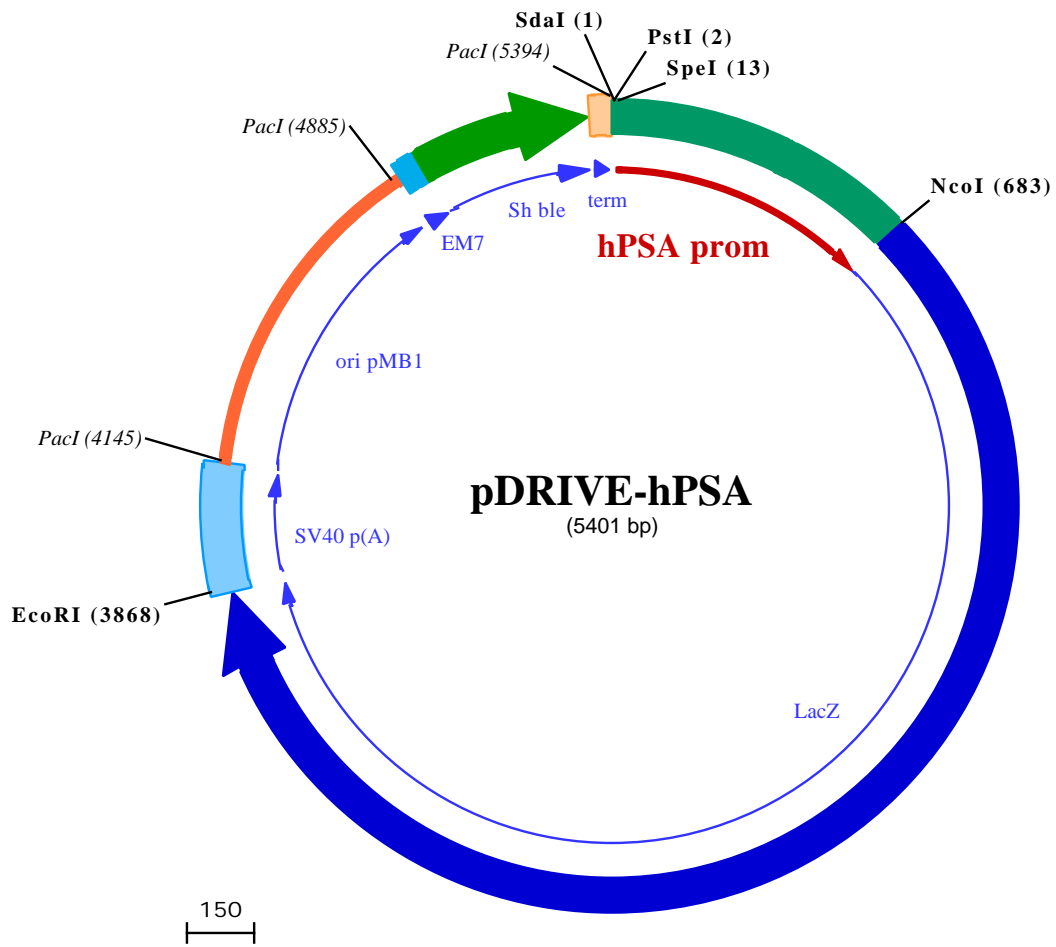 SdaI (1)
PstI (2)
PacI (5394)
SpeI (13)
PacI (4885)
NcoI (683)
Sh ble
term
EM7
hPSA prom
ori pMB1
PacI (4145)
pDRIVE-hPSA
(5401 bp)
SV40 p(A)
EcoRI (3868)
LacZ
150